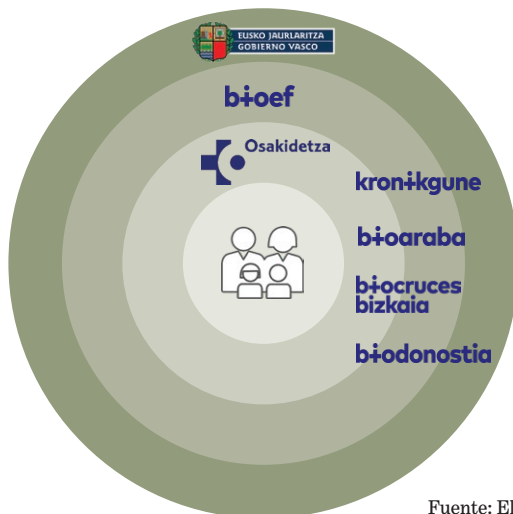 EUSKO JAURLARITZA
GOBIERNO VASCO
bioef
Osakidetza
kronikgune
bioaraba
biocruces
bizkaia
biodonostia
Fuente: El